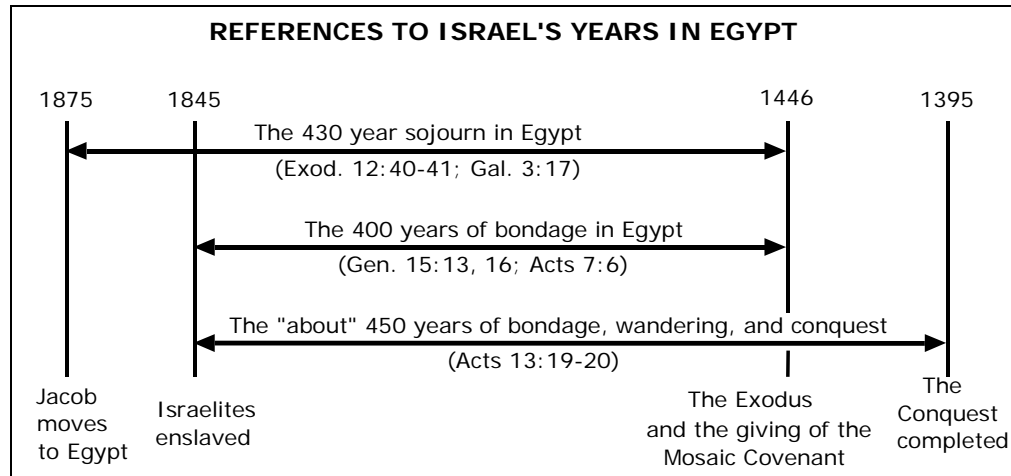 REFERENCES TO ISRAEL'S YEARS IN EGYPT
1875
1845
1446
1395
The 430 year sojourn in Egypt
(Exod. 12:40-41; Gal. 3:17)
The 400 years of bondage in Egypt
(Gen. 15:13, 16; Acts 7:6)
The "about" 450 years of bondage, wandering, and conquest
(Acts 13:19-20)
Jacob
moves
to Egypt
Israelites
enslaved
The Exodus
and the giving of the
Mosaic Covenant
The
Conquest
completed